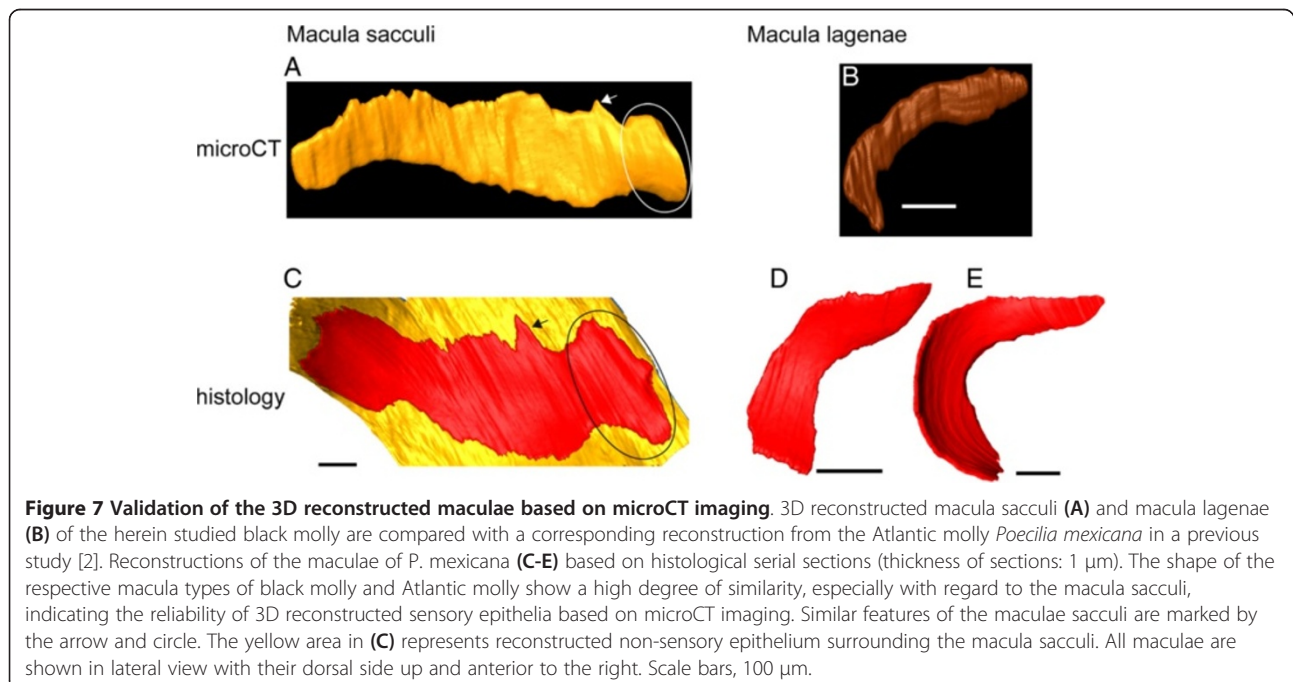 Macula sacculi
Macula lagenae
A
B
microCT
C
D
E
histology
Figure 7 Validation of the 3D reconstructed maculae based on microCT imaging. 3D reconstructed macula sacculi (A) and macula lagenae
(B) of the herein studied black molly are compared with a corresponding reconstruction from the Atlantic molly Poecilia mexicana in a previous
study [2]. Reconstructions of the maculae of P. mexicana (C-E) based on histological serial sections (thickness of sections: 1 μm). The shape of the
respective macula types of black molly and Atlantic molly show a high degree of similarity, especially with regard to the macula sacculi,
indicating the reliability of 3D reconstructed sensory epithelia based on microCT imaging. Similar features of the maculae sacculi are marked by
the arrow and circle. The yellow area in (C) represents reconstructed non-sensory epithelium surrounding the macula sacculi. All maculae are
shown in lateral view with their dorsal side up and anterior to the right. Scale bars, 100 μm.